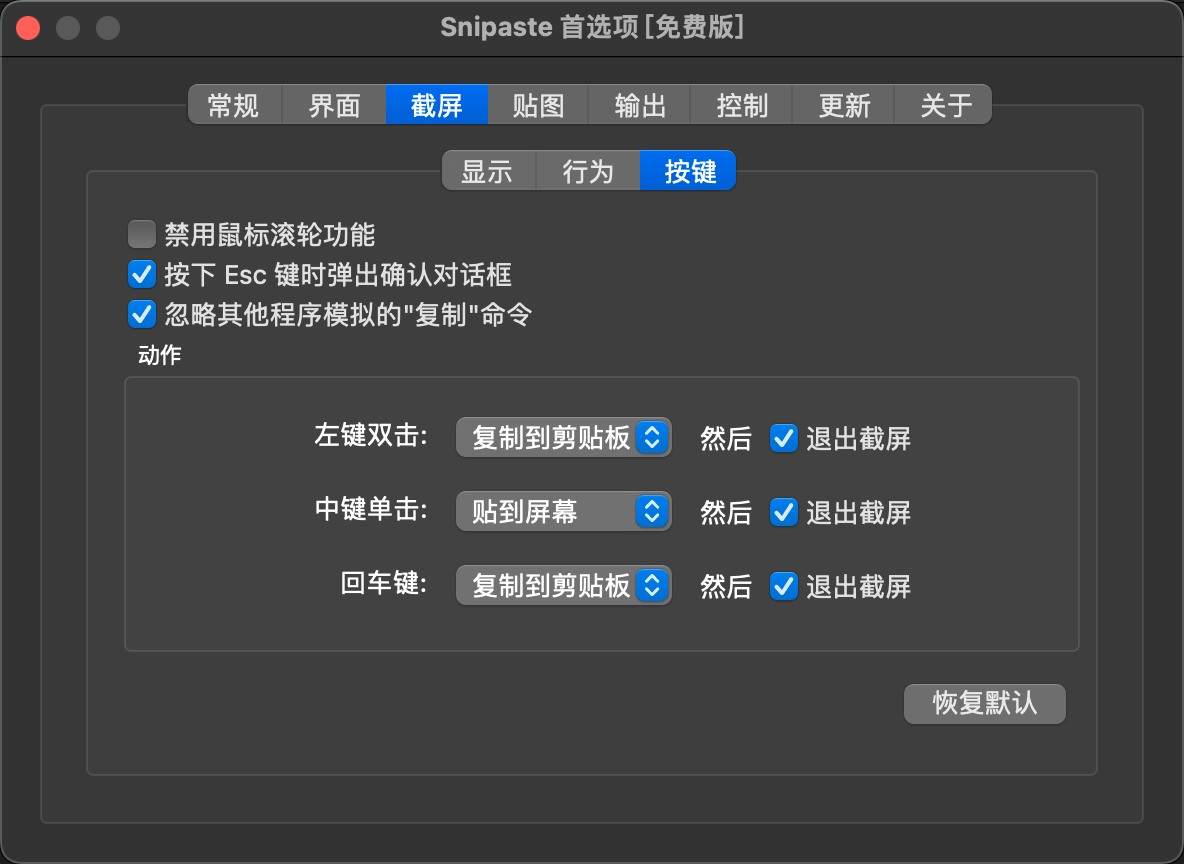 Snipaste 首选项 [免费版]
常规 界面 截屏 贴图 输出 控制 更新 关于
显示 行为 按键
禁用鼠标滚轮功能
按下 Esc 键时弹出确认对话框
忽略其他程序模拟的"复制"命令
动作
左键双击: 复制到剪贴板 然后 退出截屏
中键单击: 贴到屏幕 然后 退出截屏
回车键: 复制到剪贴板 然后 退出截屏
恢复默认